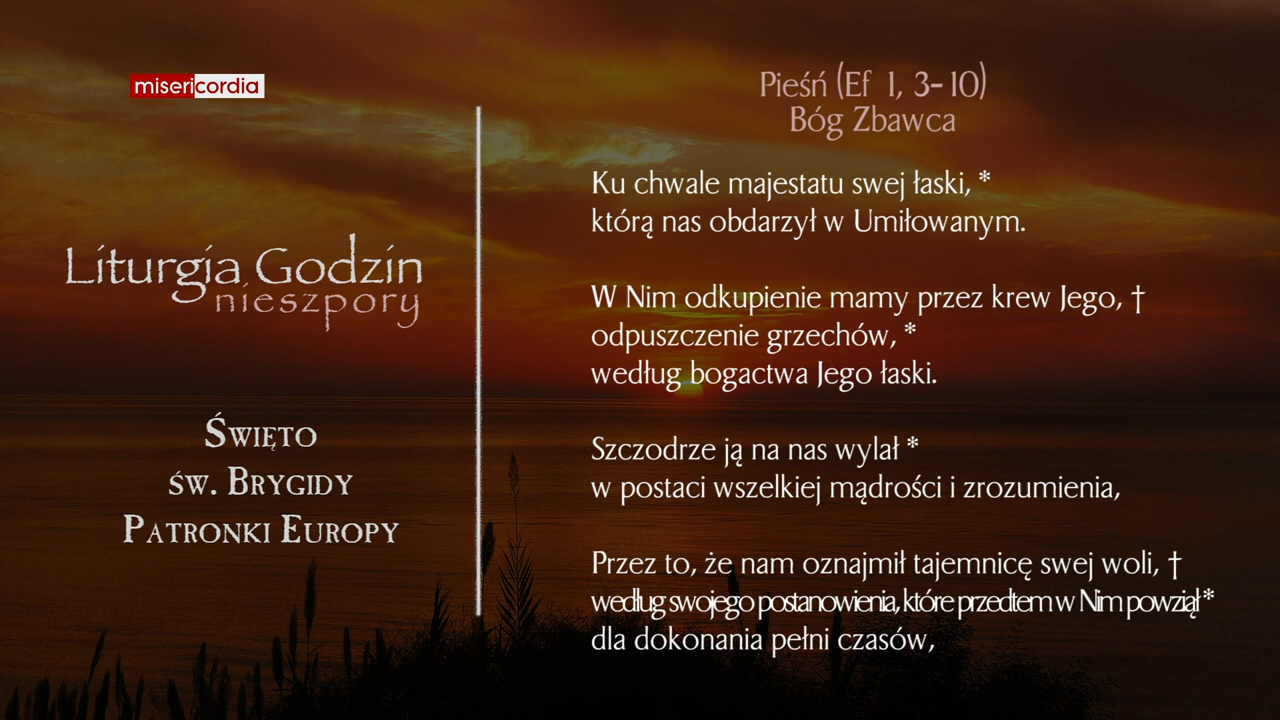 misericordia
Liturgia Godzin
nieszpory
Święto
św. Brygidy
Patronki Europy
Pieśń (Ef 1, 3-10)
Bóg Zbawca
Ku chwale majestatu swej łaski, *
którą nas obdarzył w Umiłowanym.
W Nim odkupienie mamy przez krew Jego, †
odpuszczenie grzechów, *
według bogactwa Jego łaski.
Szczodrze ją na nas wylał *
w postaci wszelkiej mądrości i zrozumienia,
Przez to, że nam oznajmił tajemnicę swej woli, †
według swojego postanowienia, które przedtem w Nim powziął *
dla dokonania pełni czasów,